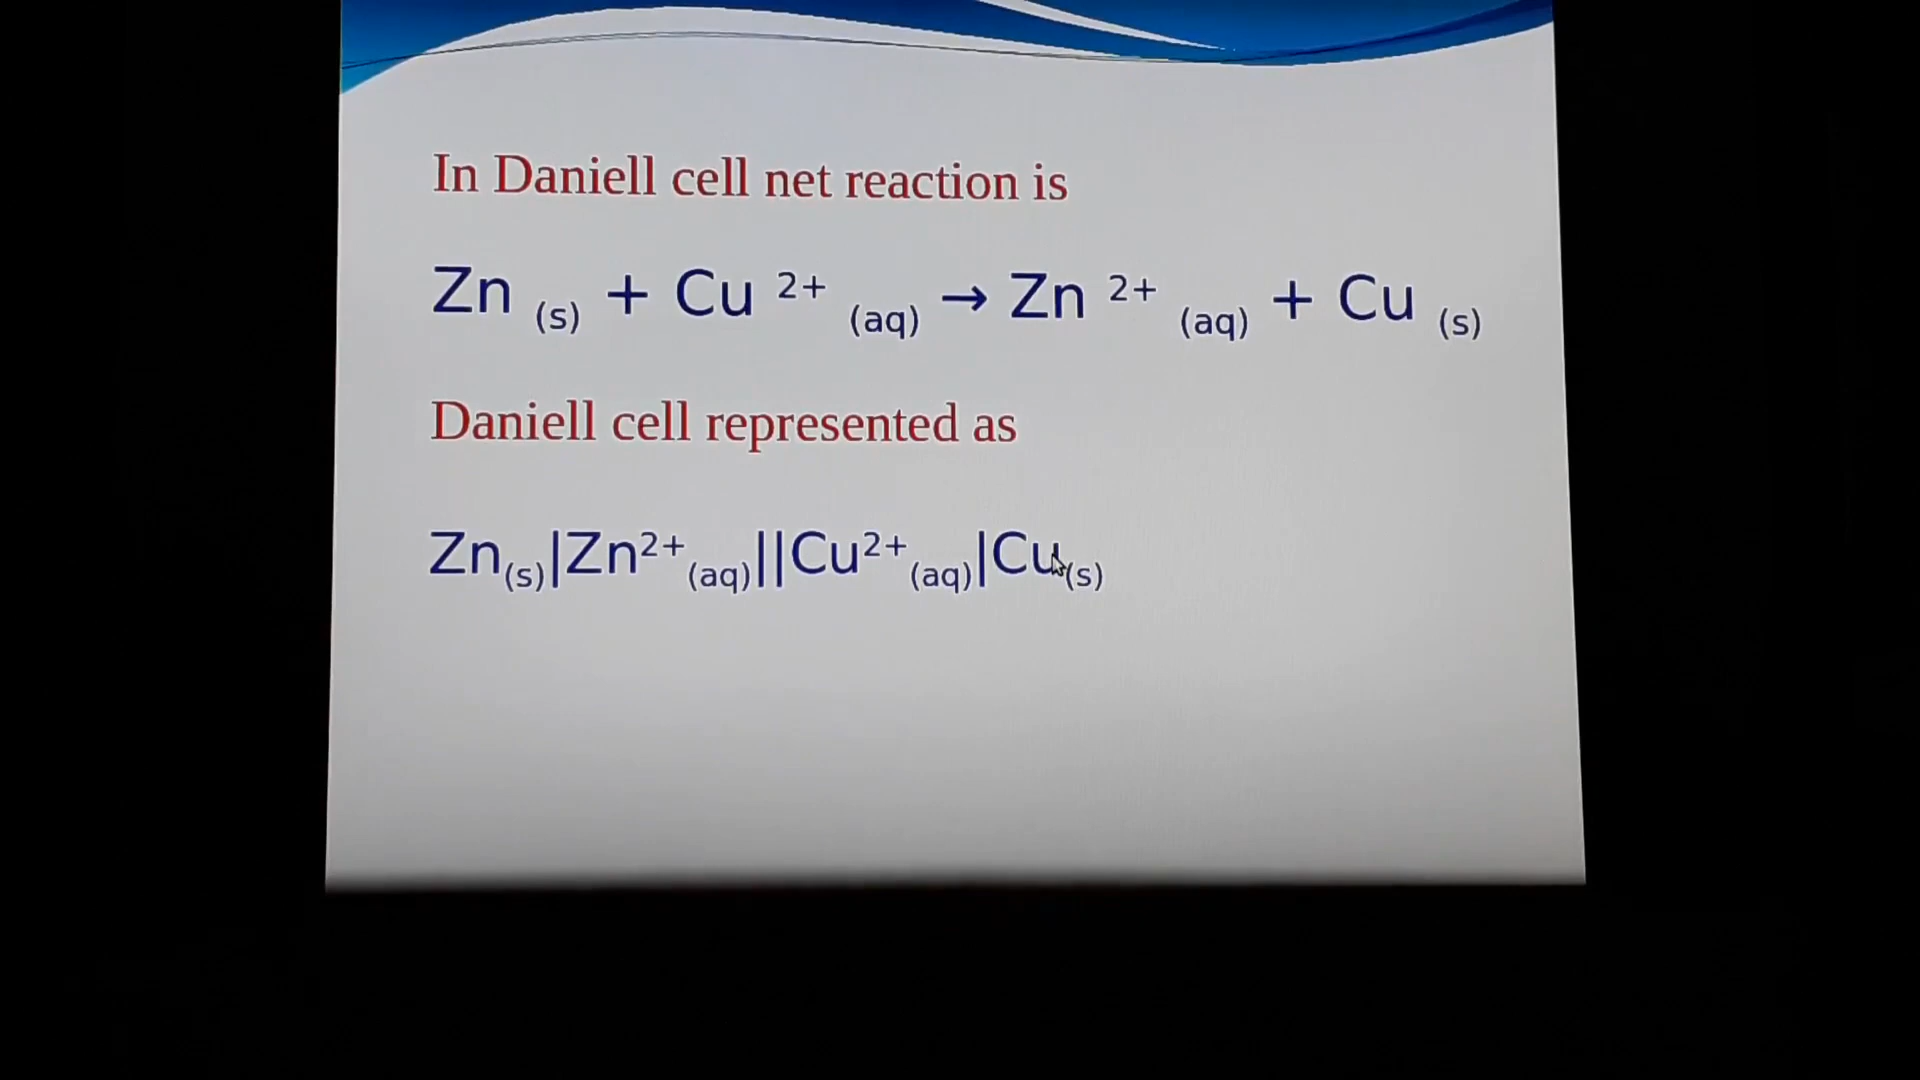 In Daniell cell net reaction is
Zn (s) + Cu 2+ (aq) → Zn 2+ (aq) + Cu (s)
Daniell cell represented as
Zn(s)|Zn2+(aq)||Cu2+(aq)|Cu(s)